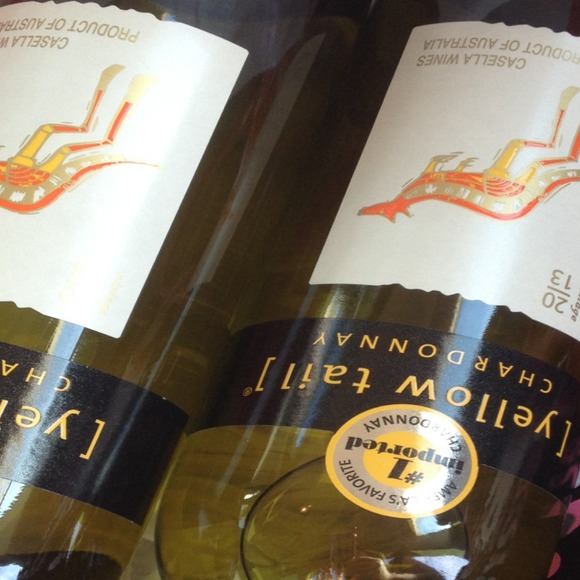 CASELLA WI
PRODUCT OF AUSTRA
[ye
CHA
CASELLA WINES
PRODUCT OF AUSTRALIA
20
13
[yellow tail]®
CHARDONNAY
AMERICA'S FAVORITE
#1
imported
CHARDONNAY